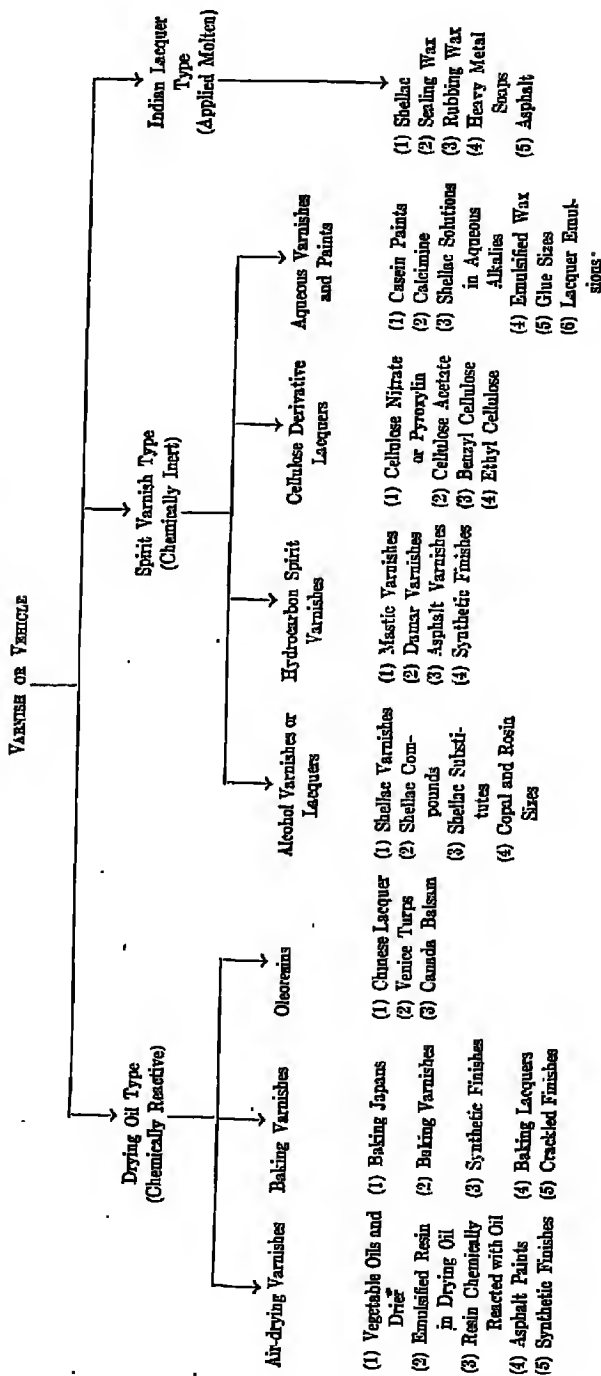 VARNISH OR VEHICLE
Drying Oil Type
(Chemically Reactive)
Spirit Varnish Type
(Chemically Inert)
Indian Lacquer
Type
(Applied Molten)
Air-drying Varnishes
Baking Varnishes
Oleoresins
Alcohol Varnishes or
Lacquers
Hydrocarbon Spirit
Varnishes
Cellulose Derivative
Lacquers
Aqueous Varnishes
and Paints
(1) Vegetable Oils and
Drier
(2) Emulsified Resin
in Drying Oil
(3) Resin Chemically
Reacted with Oil
(4) Asphalt Paints
(5) Synthetic Finishes
(1) Baking Japans
(2) Baking Varnishes
(3) Synthetic Finishes
(4) Baking Lacquers
(5) Crackled Finishes
(1) Chinese Lacquer
(2) Venice Turps
(3) Canada Balsam
(1) Shellac Varnishes
(2) Shellac Com-
pounds
(3) Shellac Substi-
tutes
(4) Copal and Rosin
Sizes
(1) Mastic Varnishes
(2) Damar Varnishes
(3) Asphalt Varnishes
(4) Synthetic Finishes
(1) Cellulose Nitrate
or Pyroxylin
(2) Cellulose Acetate
(3) Benzyl Cellulose
(4) Ethyl Cellulose
(1) Casein Paints
(2) Calcimine
(3) Shellac Solutions
in Aqueous
Alkalies
(4) Emulsified Wax
(5) Glue Sizes
(6) Lacquer Emul-
sions
(1) Shellac
(2) Sealing Wax
(3) Rubbing Wax
(4) Heavy Metal
Soaps
(5) Asphalt